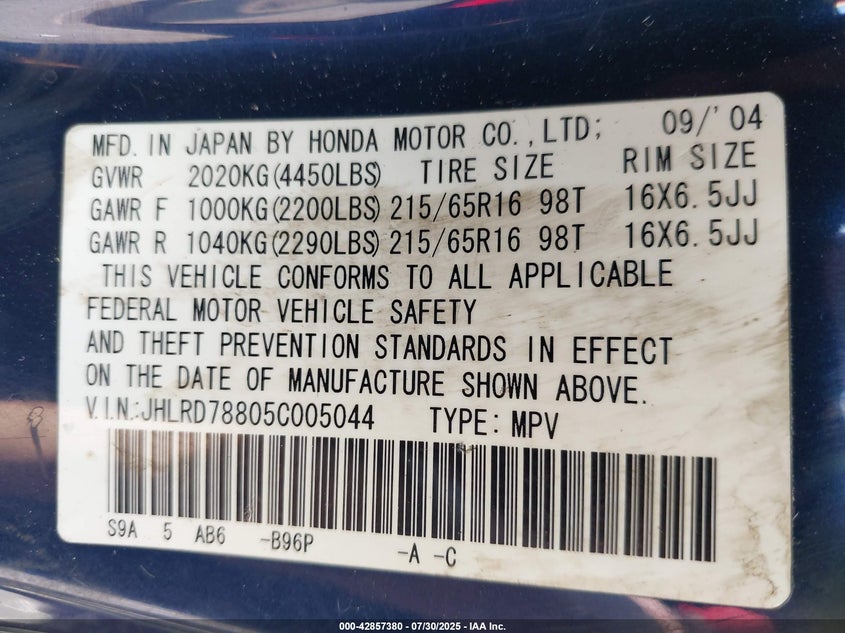 MFD. IN JAPAN BY HONDA MOTOR CO.,LTD; 09/'04
GVWR 2020KG(4450LBS) TIRE SIZE RIM SIZE
GAWR F 1000KG(2200LBS) 215/65R16 98T 16X6.5JJ
GAWR R 1040KG(2290LBS) 215/65R16 98T 16X6.5JJ
THIS VEHICLE CONFORMS TO ALL APPLICABLE
FEDERAL MOTOR VEHICLE SAFETY
AND THEFT PREVENTION STANDARDS IN EFFECT
ON THE DATE OF MANUFACTURE SHOWN ABOVE.
V.I.N.:JHLRD78805C005044 TYPE: MPV
S9A 5 AB6 -B96P -A -C
000-42857380 | 07/30/2025 - IAA Inc.